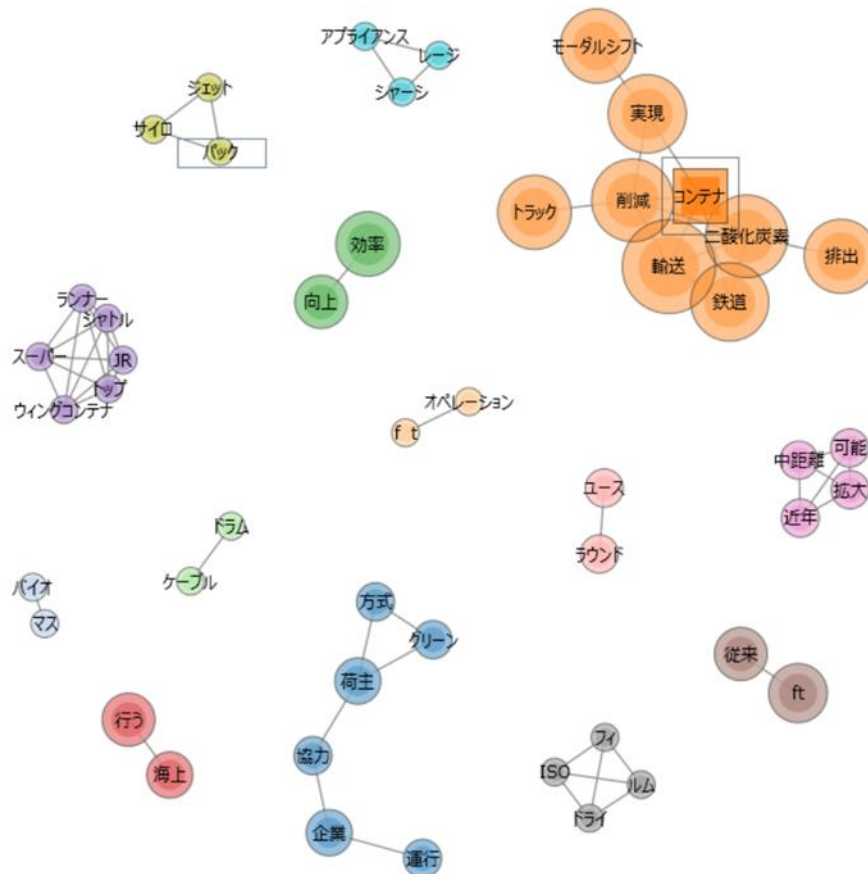 アプライアンス
レージ
シャーシ
モーダルシフト
ジェット
サイロ
パック
実現
コンテナ
削減
トラック
二酸化炭素
排出
輸送
鉄道
効率
向上
ランナー
シャトル
スーパー
JR
トップ
ウィングコンテナ
オペレーション
ｆｔ
可能
中距離
拡大
近年
ユース
ラウンド
ドラム
ケーブル
バイオ
マス
方式
グリーン
荷主
協力
企業
運行
従来
ft
行う
海上
フィ
ISO
ルム
ドライ